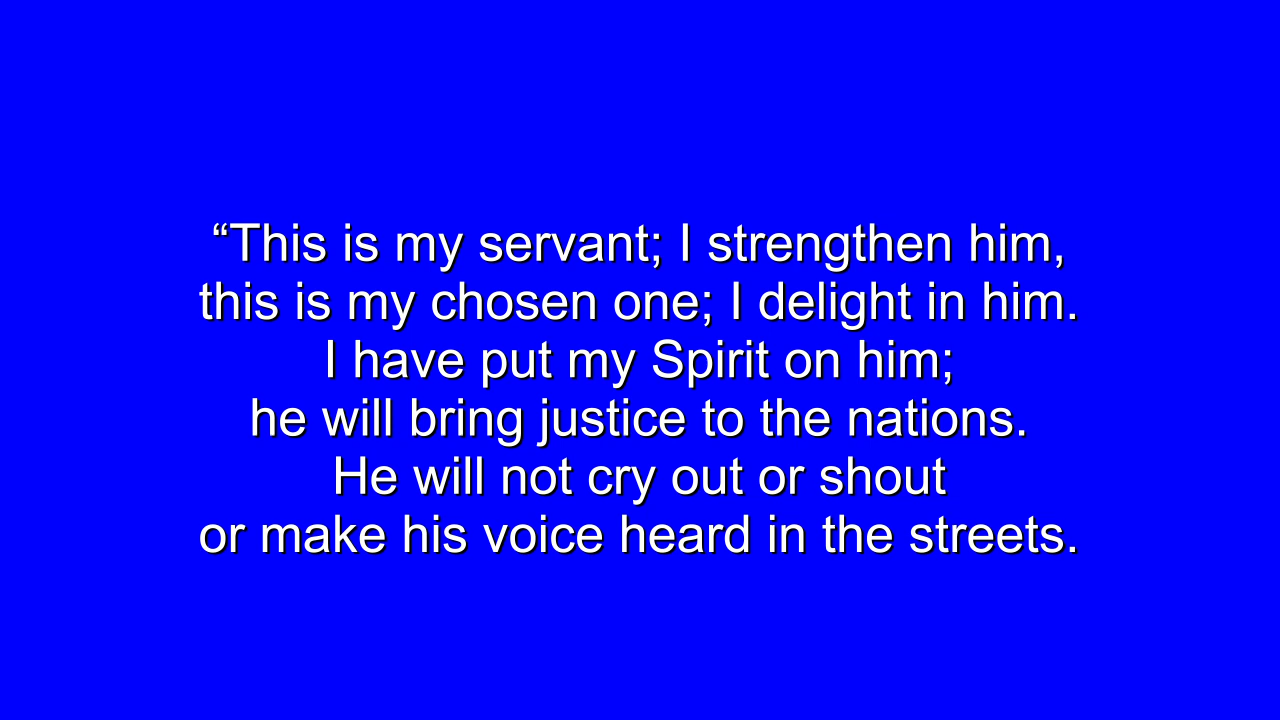 “This is my servant; I strengthen him,
this is my chosen one; I delight in him.
I have put my Spirit on him;
he will bring justice to the nations.
He will not cry out or shout
or make his voice heard in the streets.